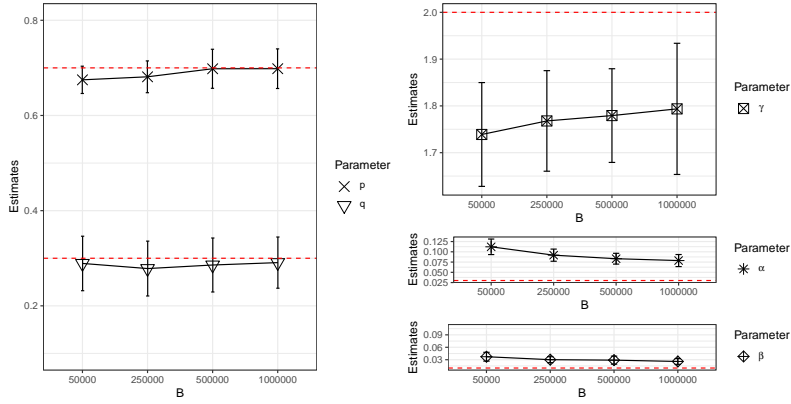 Estimates
0.8
0.6
0.4
0.2
50000 250000 500000 1000000
B
Parameter
p
q
Estimates
2.0
1.9
1.8
1.7
50000 250000 500000 1000000
B
Parameter
γ
Estimates
0.125
0.100
0.075
0.050
0.025
50000 250000 500000 1000000
B
Parameter
α
Estimates
0.09
0.06
0.03
50000 250000 500000 1000000
B
Parameter
β